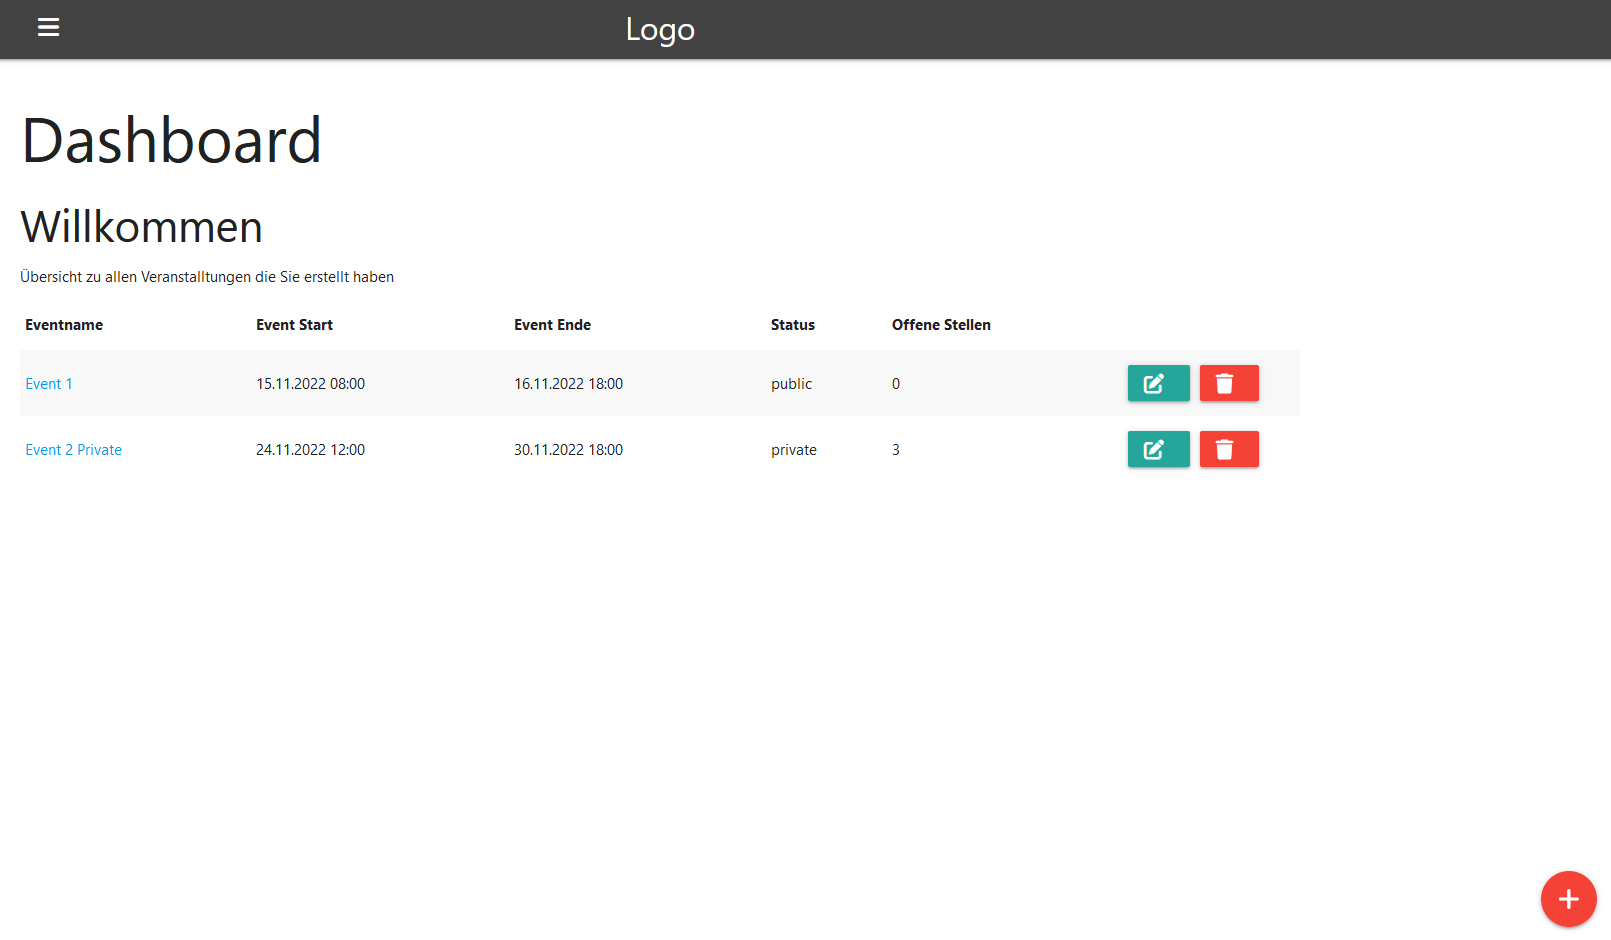 Logo
Dashboard
Willkommen
Übersicht zu allen Veranstalltungen die Sie erstellt haben
Eventname Event Start Event Ende Status Offene Stellen
Event 1 15.11.2022 08:00 16.11.2022 18:00 public 0
Event 2 Private 24.11.2022 12:00 30.11.2022 18:00 private 3